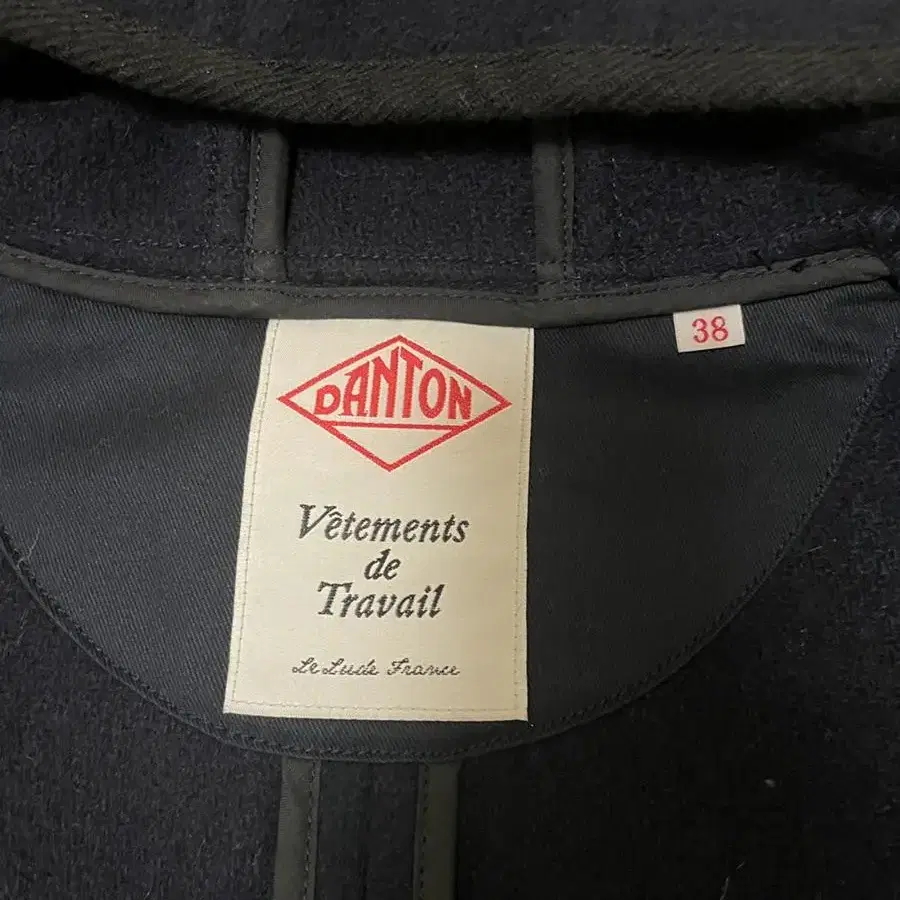 38
DANTON
Vêtements
de
Travail
Le Lude France